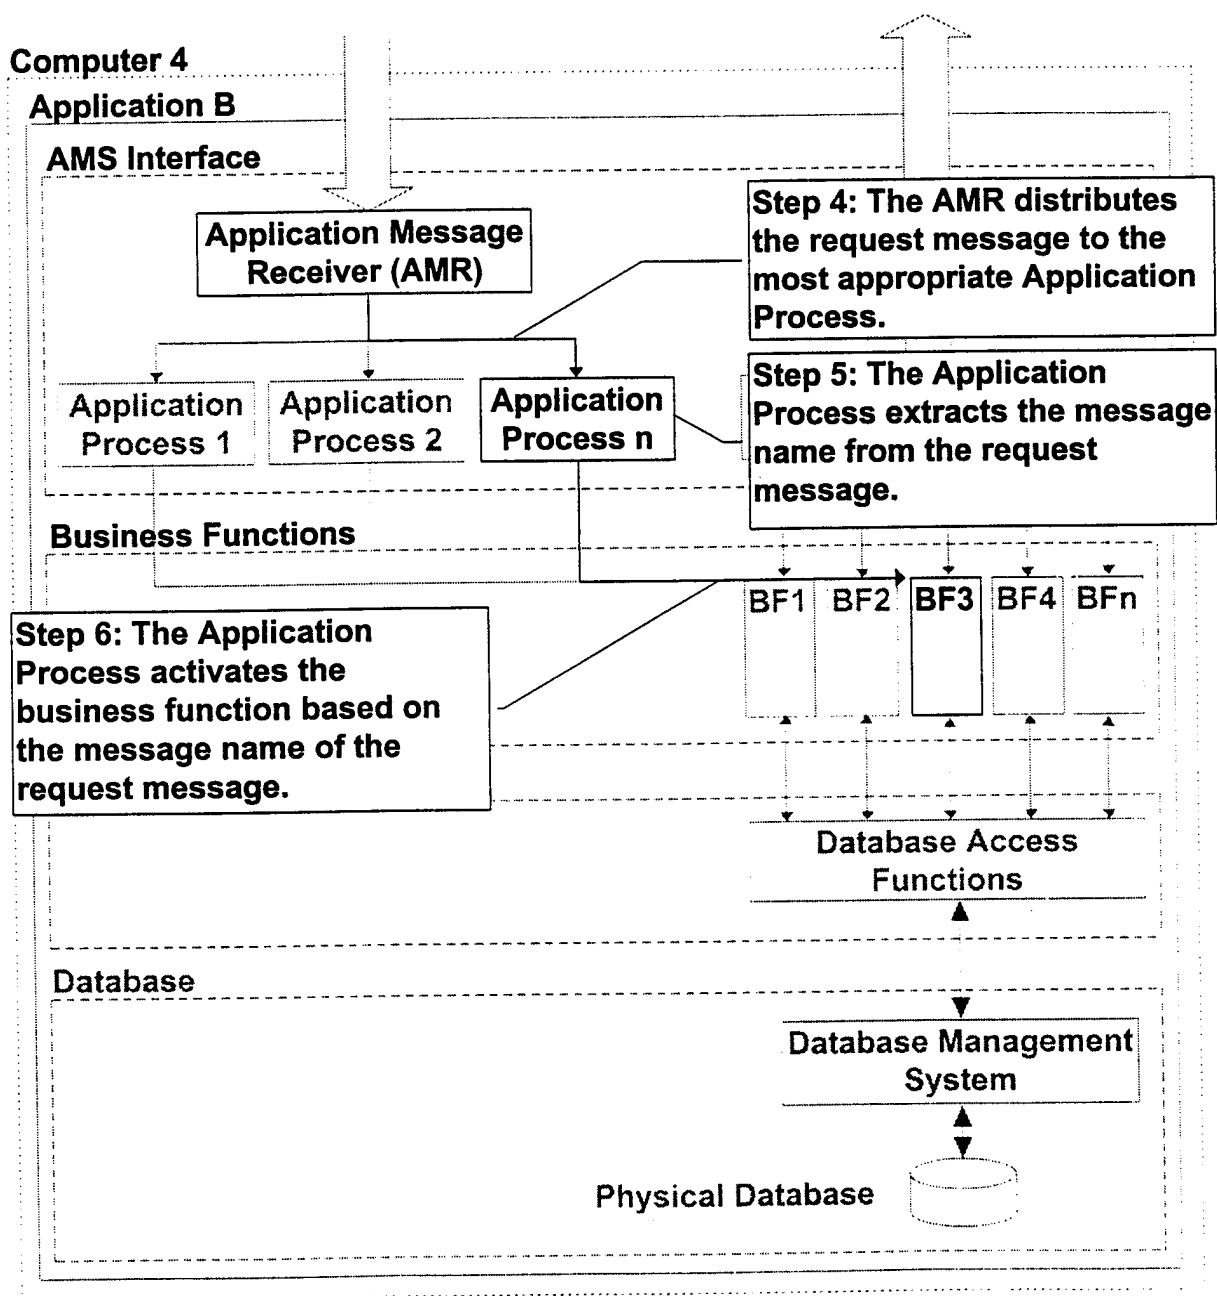 Computer 4
Application B
AMS Interface
Application Message
Receiver (AMR)
Step 4: The AMR distributes
the request message to the
most appropriate Application
Process.
Application
Process 1
Application
Process 2
Application
Process n
Step 5: The Application
Process extracts the message
name from the request
message.
Business Functions
BF1
BF2
BF3
BF4
BFn
Step 6: The Application
Process activates the
business function based on
the message name of the
request message.
Database Access
Functions
Database
Database Management
System
Physical Database